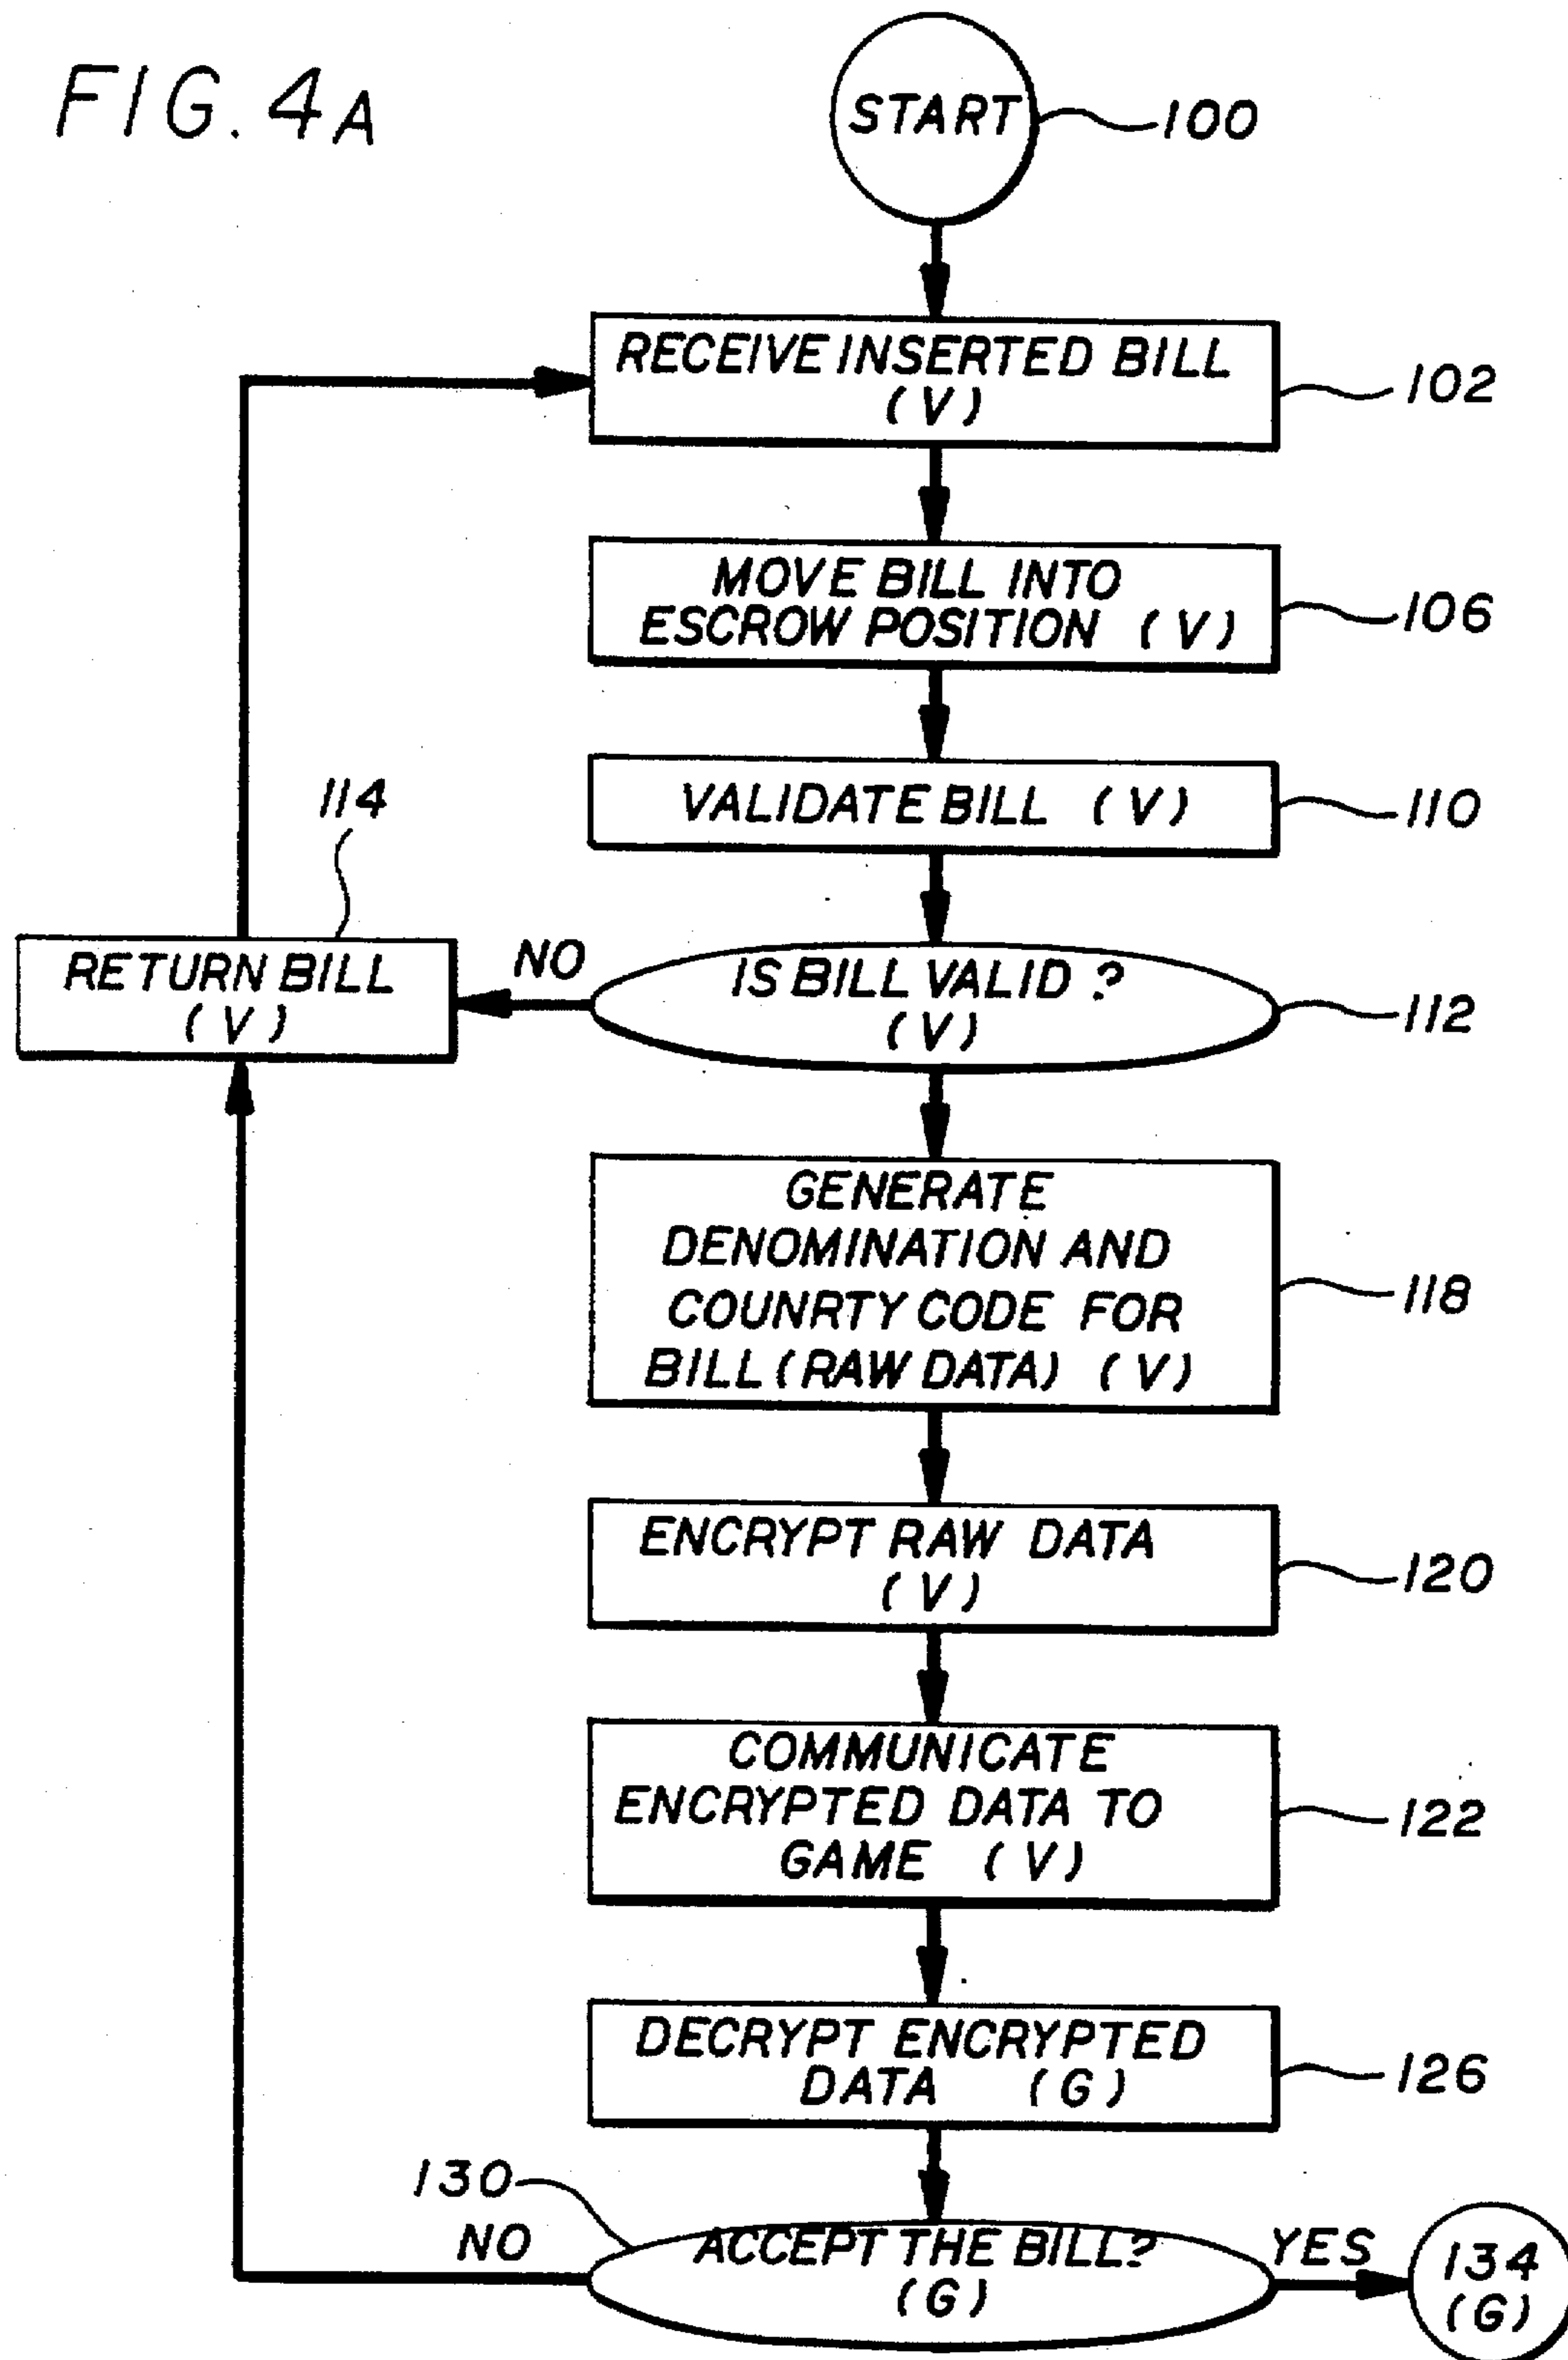 FIG. 4A
START
100
RECEIVE INSERTED BILL
(V)
102
MOVE BILL INTO
ESCROW POSITION (V)
106
VALIDATE BILL (V)
110
114
RETURN BILL
(V)
NO
IS BILL VALID ?
(V)
112
GENERATE
DENOMINATION AND
COUNRTY CODE FOR
BILL (RAW DATA) (V)
118
ENCRYPT RAW DATA
(V)
120
COMMUNICATE
ENCRYPTED DATA TO
GAME (V)
122
DECRYPT ENCRYPTED
DATA (G)
126
130
NO
ACCEPT THE BILL?
(G)
YES
134
(G)